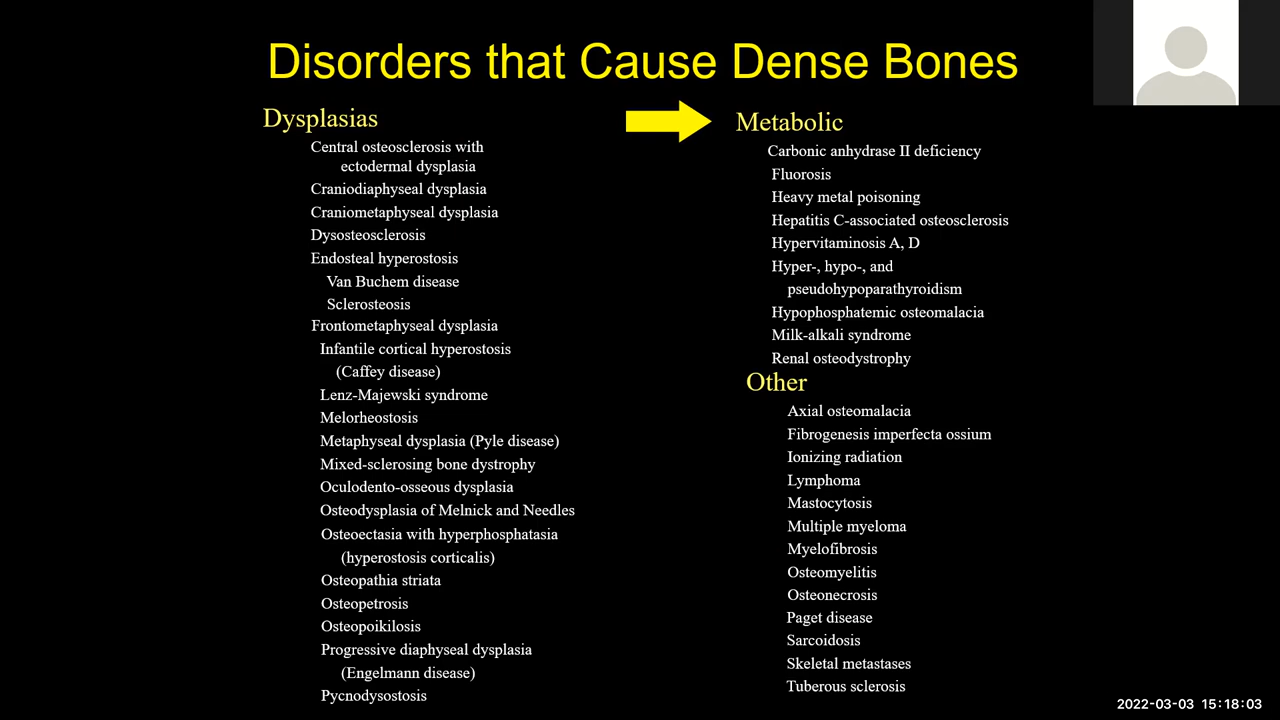 Disorders that Cause Dense Bones
Dysplasias
Central osteosclerosis with
ectodermal dysplasia
Craniodiaphyseal dysplasia
Craniometaphyseal dysplasia
Dysosteosclerosis
Endosteal hyperostosis
Van Buchem disease
Sclerosteosis
Frontometaphyseal dysplasia
Infantile cortical hyperostosis
(Caffey disease)
Lenz-Majewski syndrome
Melorheostosis
Metaphyseal dysplasia (Pyle disease)
Mixed-sclerosing bone dystrophy
Oculodento-osseous dysplasia
Osteodysplasia of Melnick and Needles
Osteoectasia with hyperphosphatasia
(hyperostosis corticalis)
Osteopathia striata
Osteopetrosis
Osteopoikilosis
Progressive diaphyseal dysplasia
(Engelmann disease)
Pycnodysostosis
Metabolic
Carbonic anhydrase II deficiency
Fluorosis
Heavy metal poisoning
Hepatitis C-associated osteosclerosis
Hypervitaminosis A, D
Hyper-, hypo-, and
pseudohypoparathyroidism
Hypophosphatemic osteomalacia
Milk-alkali syndrome
Renal osteodystrophy
Other
Axial osteomalacia
Fibrogenesis imperfecta ossium
Ionizing radiation
Lymphoma
Mastocytosis
Multiple myeloma
Myelofibrosis
Osteomyelitis
Osteonecrosis
Paget disease
Sarcoidosis
Skeletal metastases
Tuberous sclerosis
2022-03-03 15:18:03